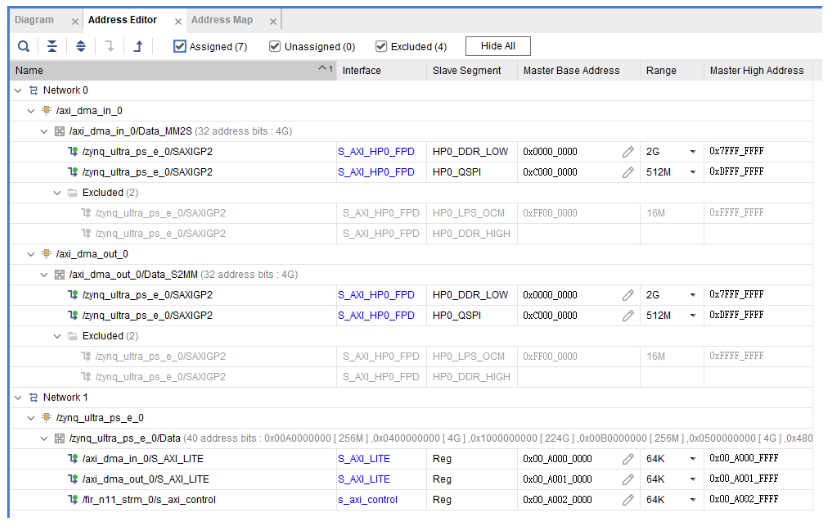 Diagram × Address Editor × Address Map ×
Assigned (7) Unassigned (0) Excluded (4) Hide All
Name 1 Interface Slave Segment Master Base Address Range Master High Address
Network 0
/axi_dma_in_0
/axi_dma_in_0/Data_MM2S (32 address bits : 4G)
/zynq_ultra_ps_e_0/SAXIGP2 S_AXI_HP0_FPD HP0_DDR_LOW 0x0000_0000 2G 0x7FFF_FFFF
/zynq_ultra_ps_e_0/SAXIGP2 S_AXI_HP0_FPD HP0_QSPI 0xC000_0000 512M 0xDFFF_FFFF
Excluded (2)
/zynq_ultra_ps_e_0/SAXIGP2 S_AXI_HP0_FPD HP0_LPS_OCM 0xFF00_0000 16M 0xFFFF_FFFF
/zynq_ultra_ps_e_0/SAXIGP2 S_AXI_HP0_FPD HP0_DDR_HIGH
/axi_dma_out_0
/axi_dma_out_0/Data_S2MM (32 address bits : 4G)
/zynq_ultra_ps_e_0/SAXIGP2 S_AXI_HP0_FPD HP0_DDR_LOW 0x0000_0000 2G 0x7FFF_FFFF
/zynq_ultra_ps_e_0/SAXIGP2 S_AXI_HP0_FPD HP0_QSPI 0xC000_0000 512M 0xDFFF_FFFF
Excluded (2)
/zynq_ultra_ps_e_0/SAXIGP2 S_AXI_HP0_FPD HP0_LPS_OCM 0xFF00_0000 16M 0xFFFF_FFFF
/zynq_ultra_ps_e_0/SAXIGP2 S_AXI_HP0_FPD HP0_DDR_HIGH
Network 1
/zynq_ultra_ps_e_0
/zynq_ultra_ps_e_0/Data (40 address bits : 0x00A0000000 [ 256M ] ,0x0400000000 [ 4G ] ,0x1000000000 [ 224G ] ,0x00B0000000 [ 256M ] ,0x0500000000 [ 4G ] ,0x480
/axi_dma_in_0/S_AXI_LITE S_AXI_LITE Reg 0x00_A000_0000 64K 0x00_A000_FFFF
/axi_dma_out_0/S_AXI_LITE S_AXI_LITE Reg 0x00_A001_0000 64K 0x00_A001_FFFF
/fir_n11_strm_0/s_axi_control s_axi_control Reg 0x00_A002_0000 64K 0x00_A002_FFFF